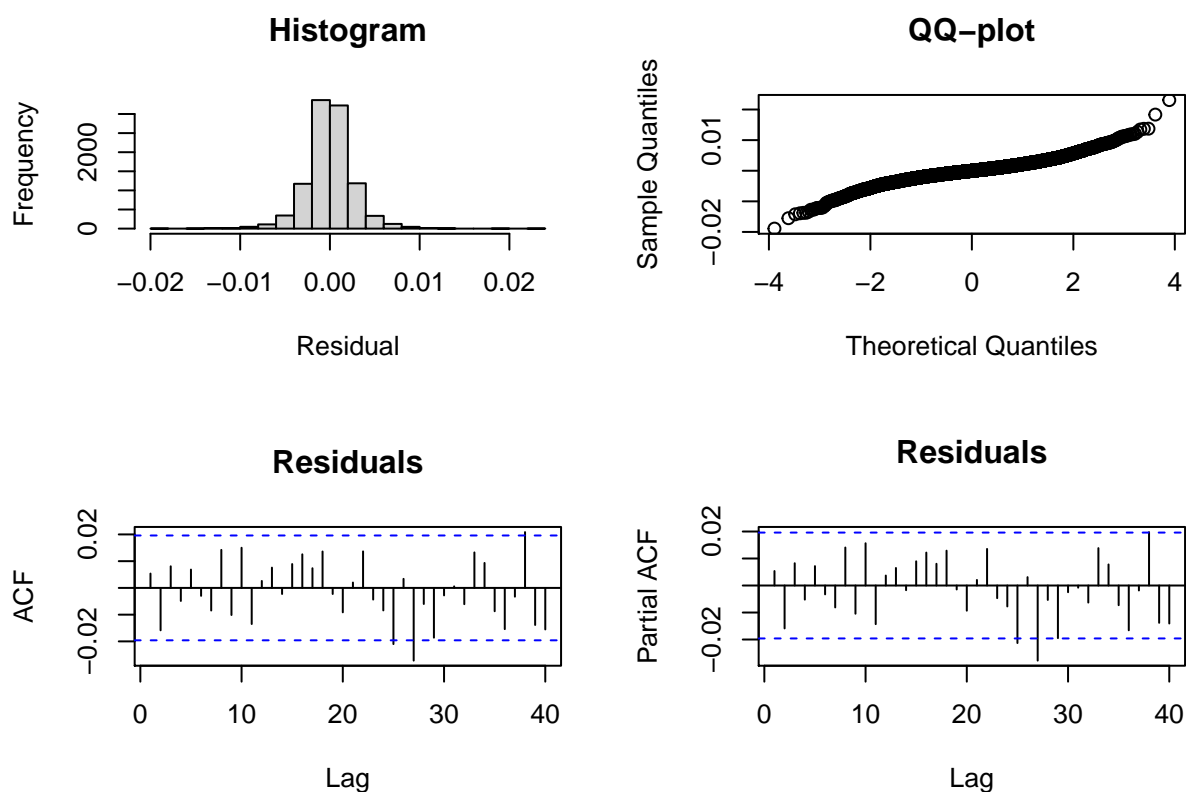 Histogram
Frequency
0
2000
−0.02
−0.01
0.00
0.01
0.02
Residual
QQ−plot
Sample Quantiles
−0.02
0.01
−4
−2
0
2
4
Theoretical Quantiles
Residuals
ACF
−0.02
0.02
0
10
20
30
40
Lag
Residuals
Partial ACF
−0.02
0.02
0
10
20
30
40
Lag